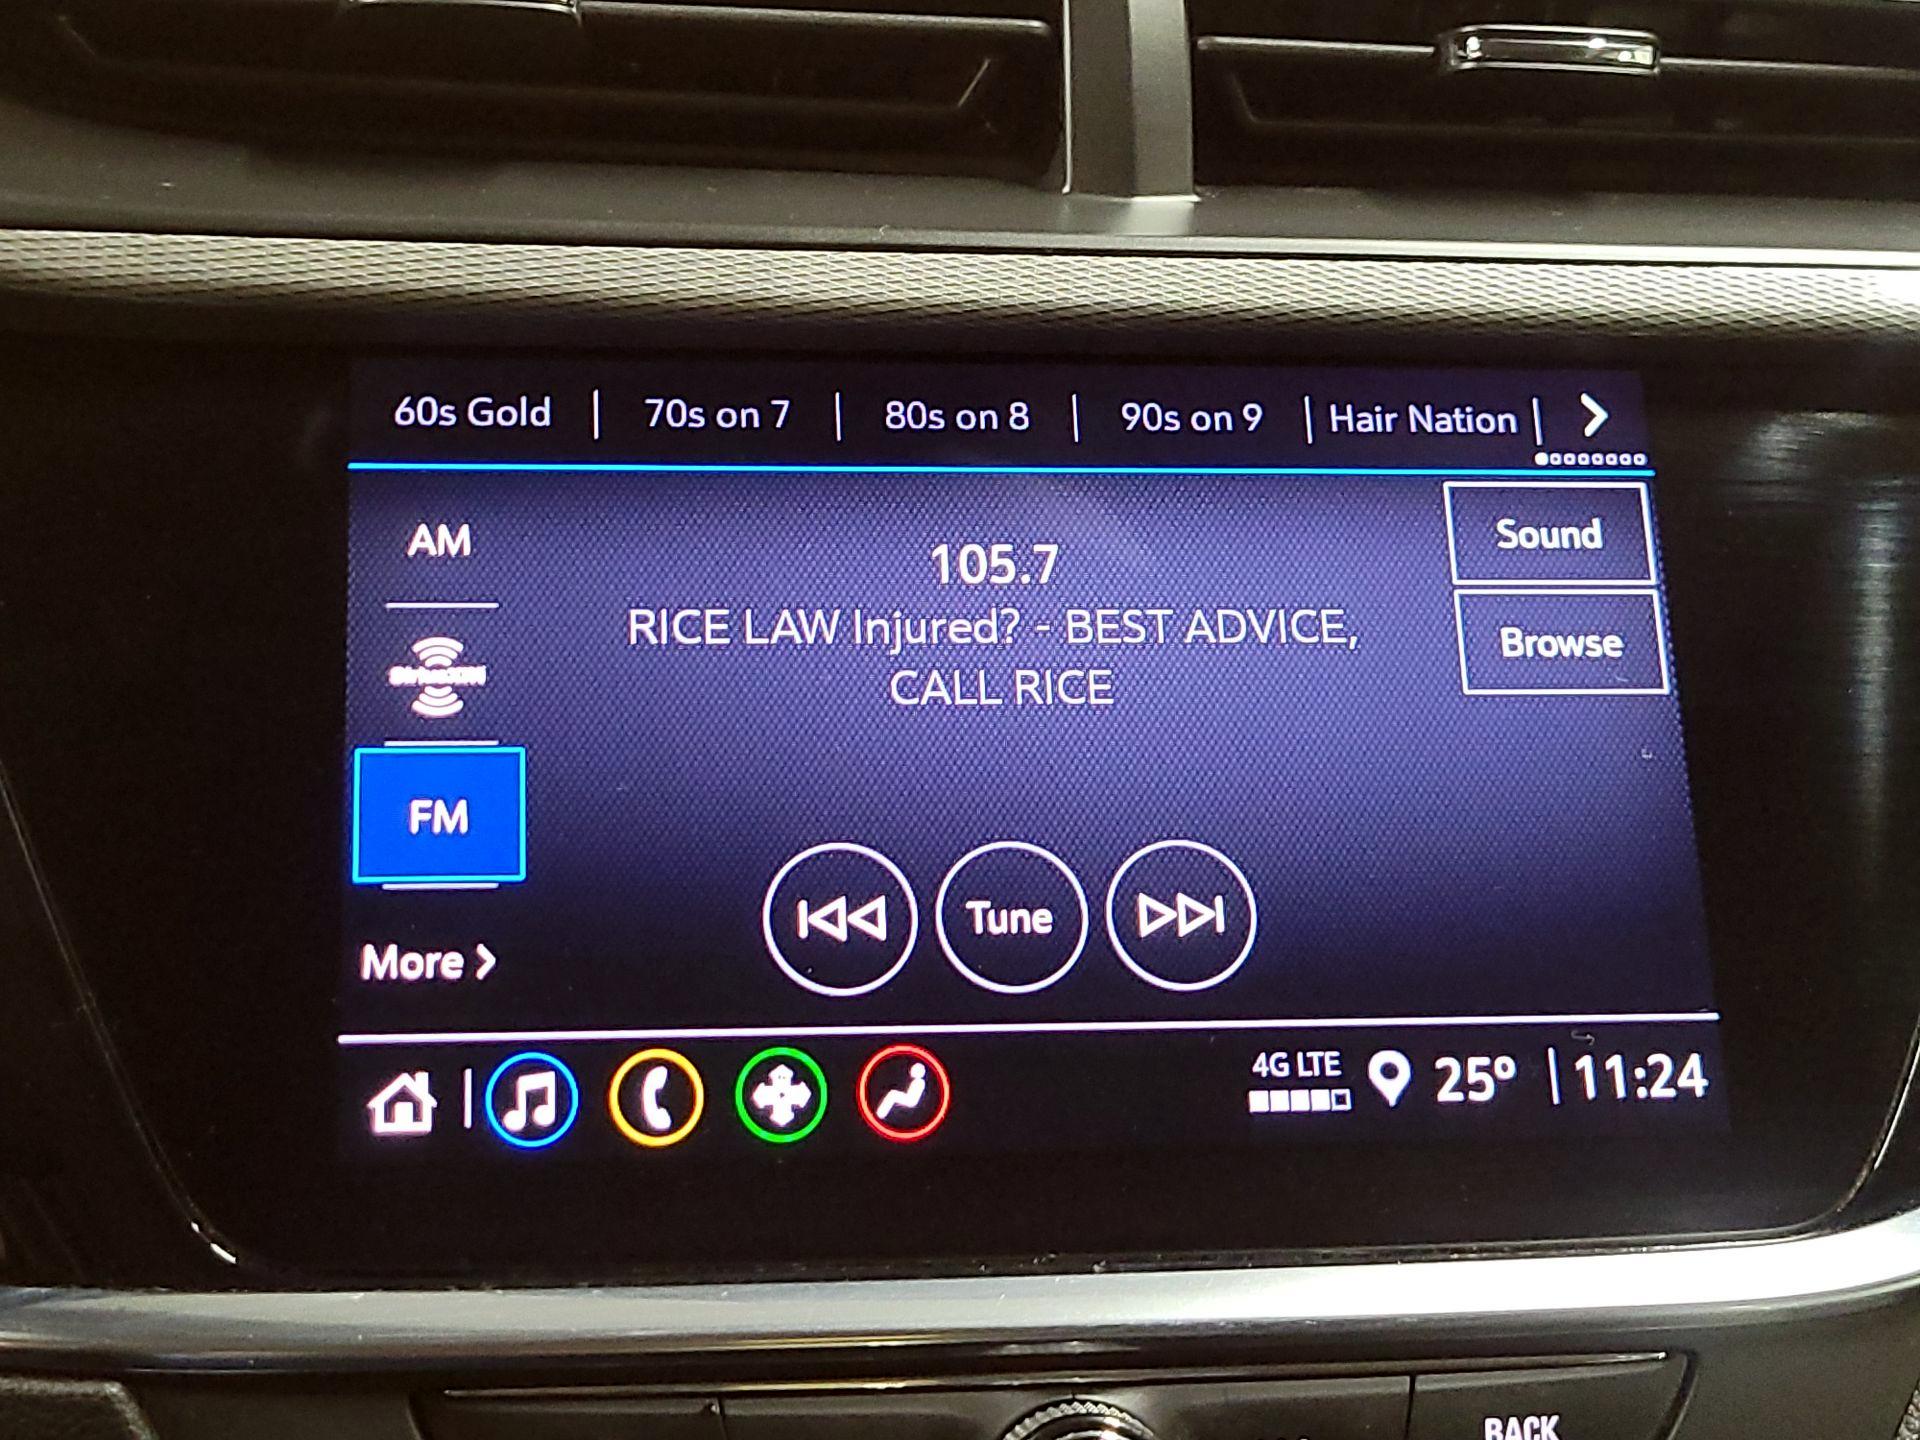 60s Gold | 70s on 7 | 80s on 8 | 90s on 9 | Hair Nation |
AM
Sound
105.7
RICE LAW Injured? - BEST ADVICE,
CALL RICE
Browse
SiriusXM
FM
Tune
More
4G LTE
25° | 11:24
BACK